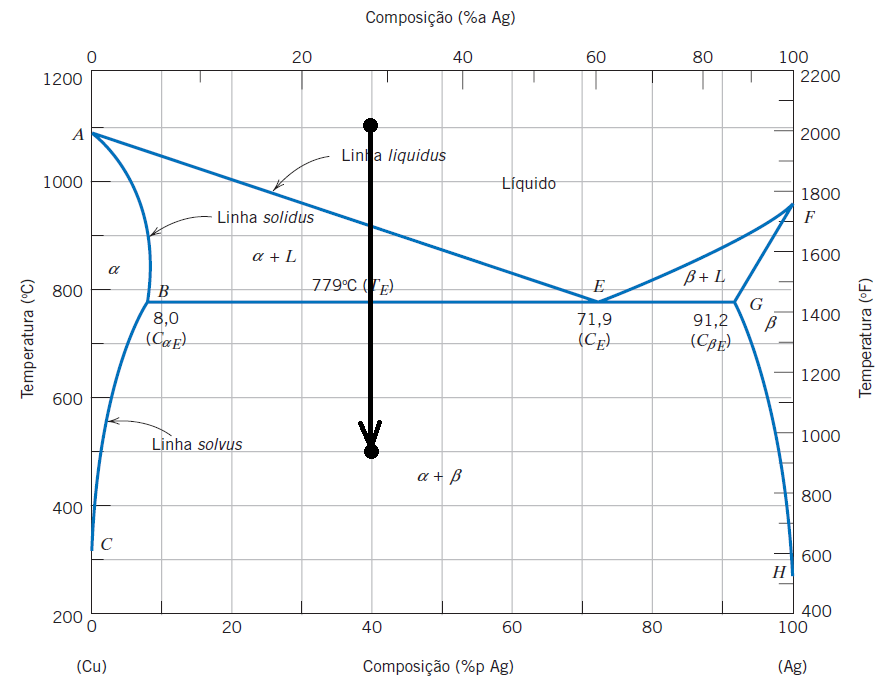 Composição (%a Ag)
0 20 40 60 80 100
1200 2200
A 2000
Linha liquidus
1000 Líquido 1800
Linha solidus F
α α + L 1600
β + L
800 B 779°C (TE) E G
8,0 71,9 91,2 1400
(CαE) (CE) (CβE) β
Temperatura (°C)
Temperatura (°F)
1200
600
Linha solvus 1000
α + β
400 800
C
600
H
200 400
0 20 40 60 80 100
(Cu) Composição (%p Ag) (Ag)